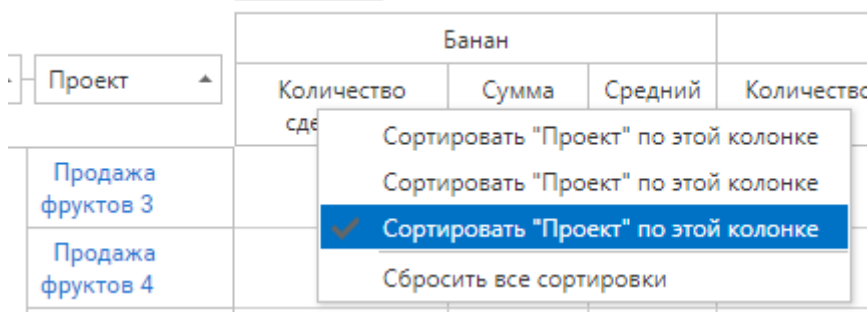 Банан
Проект
Количество
Сумма
Средний
Количество
Сортировать "Проект" по этой колонке
Сортировать "Проект" по этой колонке
Сортировать "Проект" по этой колонке
Сбросить все сортировки
Продажа
фруктов 3
Продажа
фруктов 4